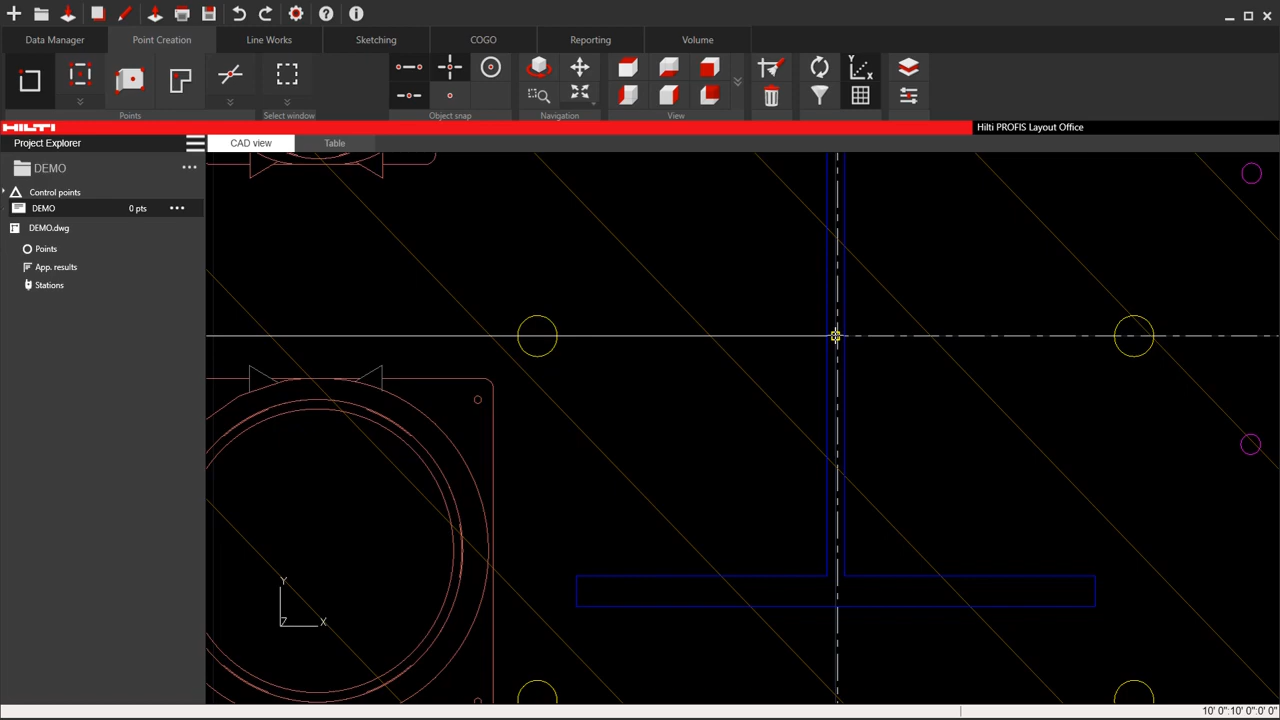 Data Manager
Point Creation
Line Works
Sketching
COGO
Reporting
Volume
x
Points
Select window
Object snap
Navigation
View
HILTI
Hilti PROFIS Layout Office
Project Explorer
CAD view
Table
DEMO
Control points
DEMO 0 pts
DEMO.dwg
Points
App. results
Stations
Y
Z X
10' 0":10' 0":0' 0"